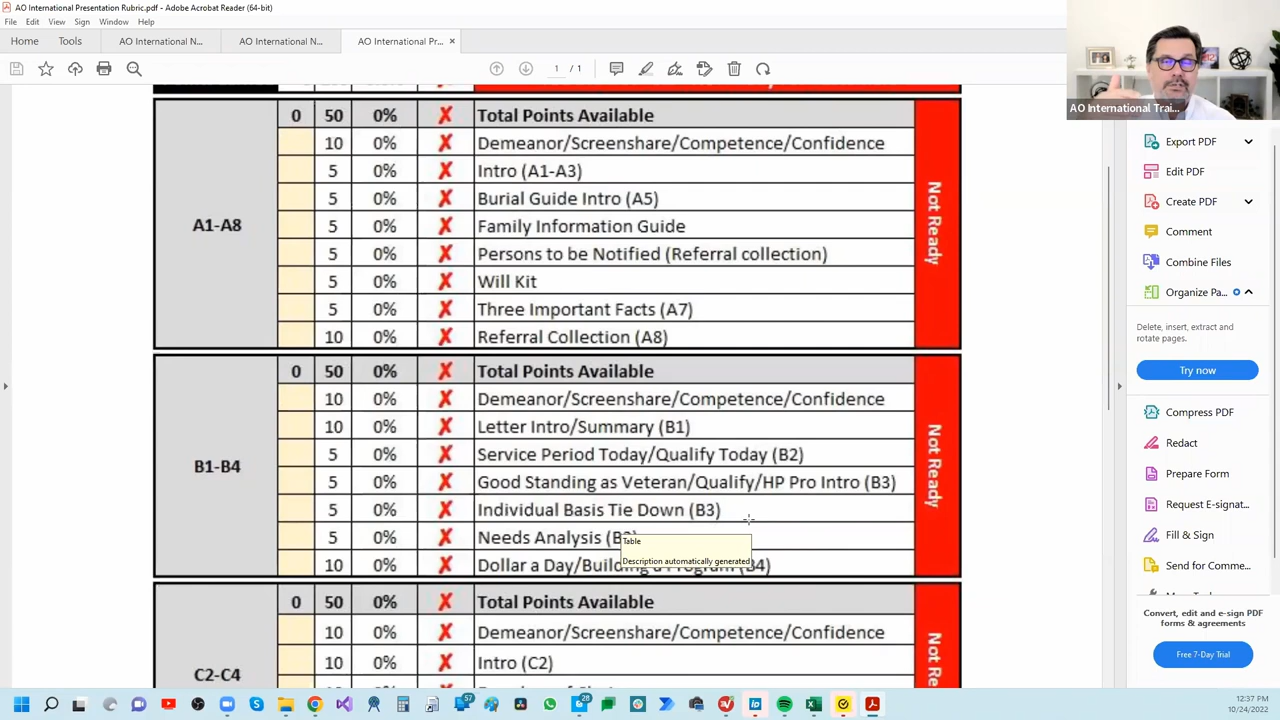 AO International Presentation Rubric.pdf - Adobe Acrobat Reader (64-bit)
File Edit View Sign Window Help
Home Tools AO International N... AO International N... AO International Pr... ×
1 / 1
AO International Trai...
A1-A8
0 50 0% ✗ Total Points Available
10 0% ✗ Demeanor/Screenshare/Competence/Confidence
5 0% ✗ Intro (A1-A3)
5 0% ✗ Burial Guide Intro (A5)
5 0% ✗ Family Information Guide
5 0% ✗ Persons to be Notified (Referral collection)
5 0% ✗ Will Kit
5 0% ✗ Three Important Facts (A7)
10 0% ✗ Referral Collection (A8)
Not Ready
B1-B4
0 50 0% ✗ Total Points Available
10 0% ✗ Demeanor/Screenshare/Competence/Confidence
10 0% ✗ Letter Intro/Summary (B1)
5 0% ✗ Service Period Today/Qualify Today (B2)
5 0% ✗ Good Standing as Veteran/Qualify/HP Pro Intro (B3)
5 0% ✗ Individual Basis Tie Down (B3)
5 0% ✗ Needs Analysis
10 0% ✗ Dollar a Day/Building a Program (B4)
Not Ready
Table
Description automatically generated
C2-C4
0 50 0% ✗ Total Points Available
10 0% ✗ Demeanor/Screenshare/Competence/Confidence
10 0% ✗ Intro (C2)
Not Re
Export PDF
Edit PDF
Create PDF
Comment
Combine Files
Organize Pa...
Delete, insert, extract and
rotate pages.
Try now
Compress PDF
Redact
Prepare Form
Request E-signat...
Fill & Sign
Send for Comme...
Convert, edit and e-sign PDF
forms & agreements
Free 7-Day Trial
57
28
12:37 PM
10/24/2022